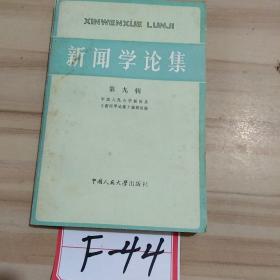 XINWENXUE LUNJI
新闻学论集
第九辑
中国人民大学新闻系
《新闻学论集》编辑组编
中国人民大学出版社
F-44